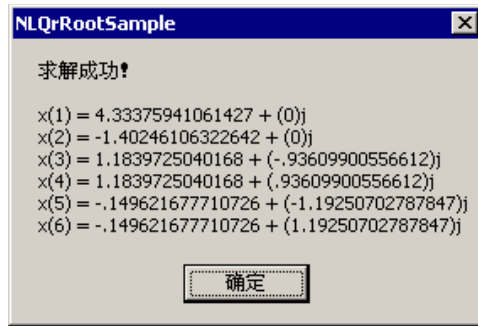 NLQrRootSample
求解成功!
x(1) = 4.33375941061427 + (0)j
x(2) = -1.40246106322642 + (0)j
x(3) = 1.1839725040168 + (-.93609900556612)j
x(4) = 1.1839725040168 + (.93609900556612)j
x(5) = -.149621677710726 + (-1.19250702787847)j
x(6) = -.149621677710726 + (1.19250702787847)j
确定